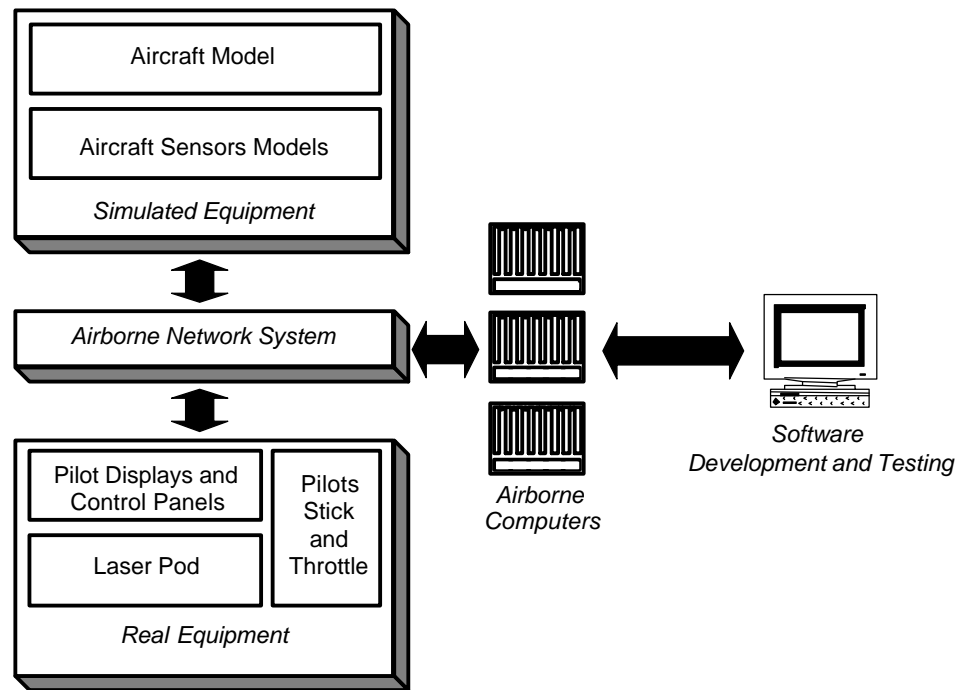 Aircraft Model
Aircraft Sensors Models
Simulated Equipment
Airborne Network System
Pilot Displays and
Control Panels
Laser Pod
Pilots
Stick
and
Throttle
Real Equipment
Airborne
Computers
Software
Development and Testing